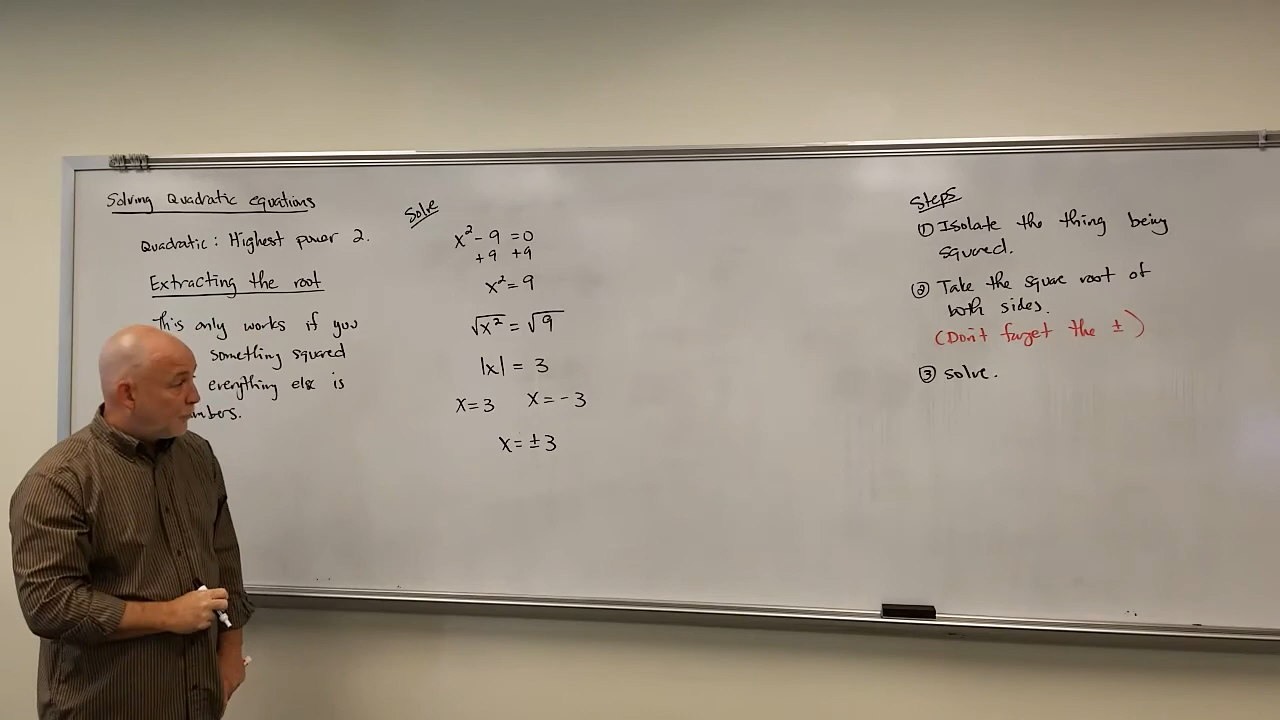 Solving Quadratic equations
Quadratic: Highest power 2.
Extracting the root
This only works if you
something squared
everything else is
Solve
x² - 9 = 0
+9 +9
x² = 9
√x² = √9
|x| = 3
x = 3 x = -3
x = ± 3
Steps
① Isolate the thing being
squared.
② Take the square root of
both sides.
(Don't forget the ±)
③ solve.